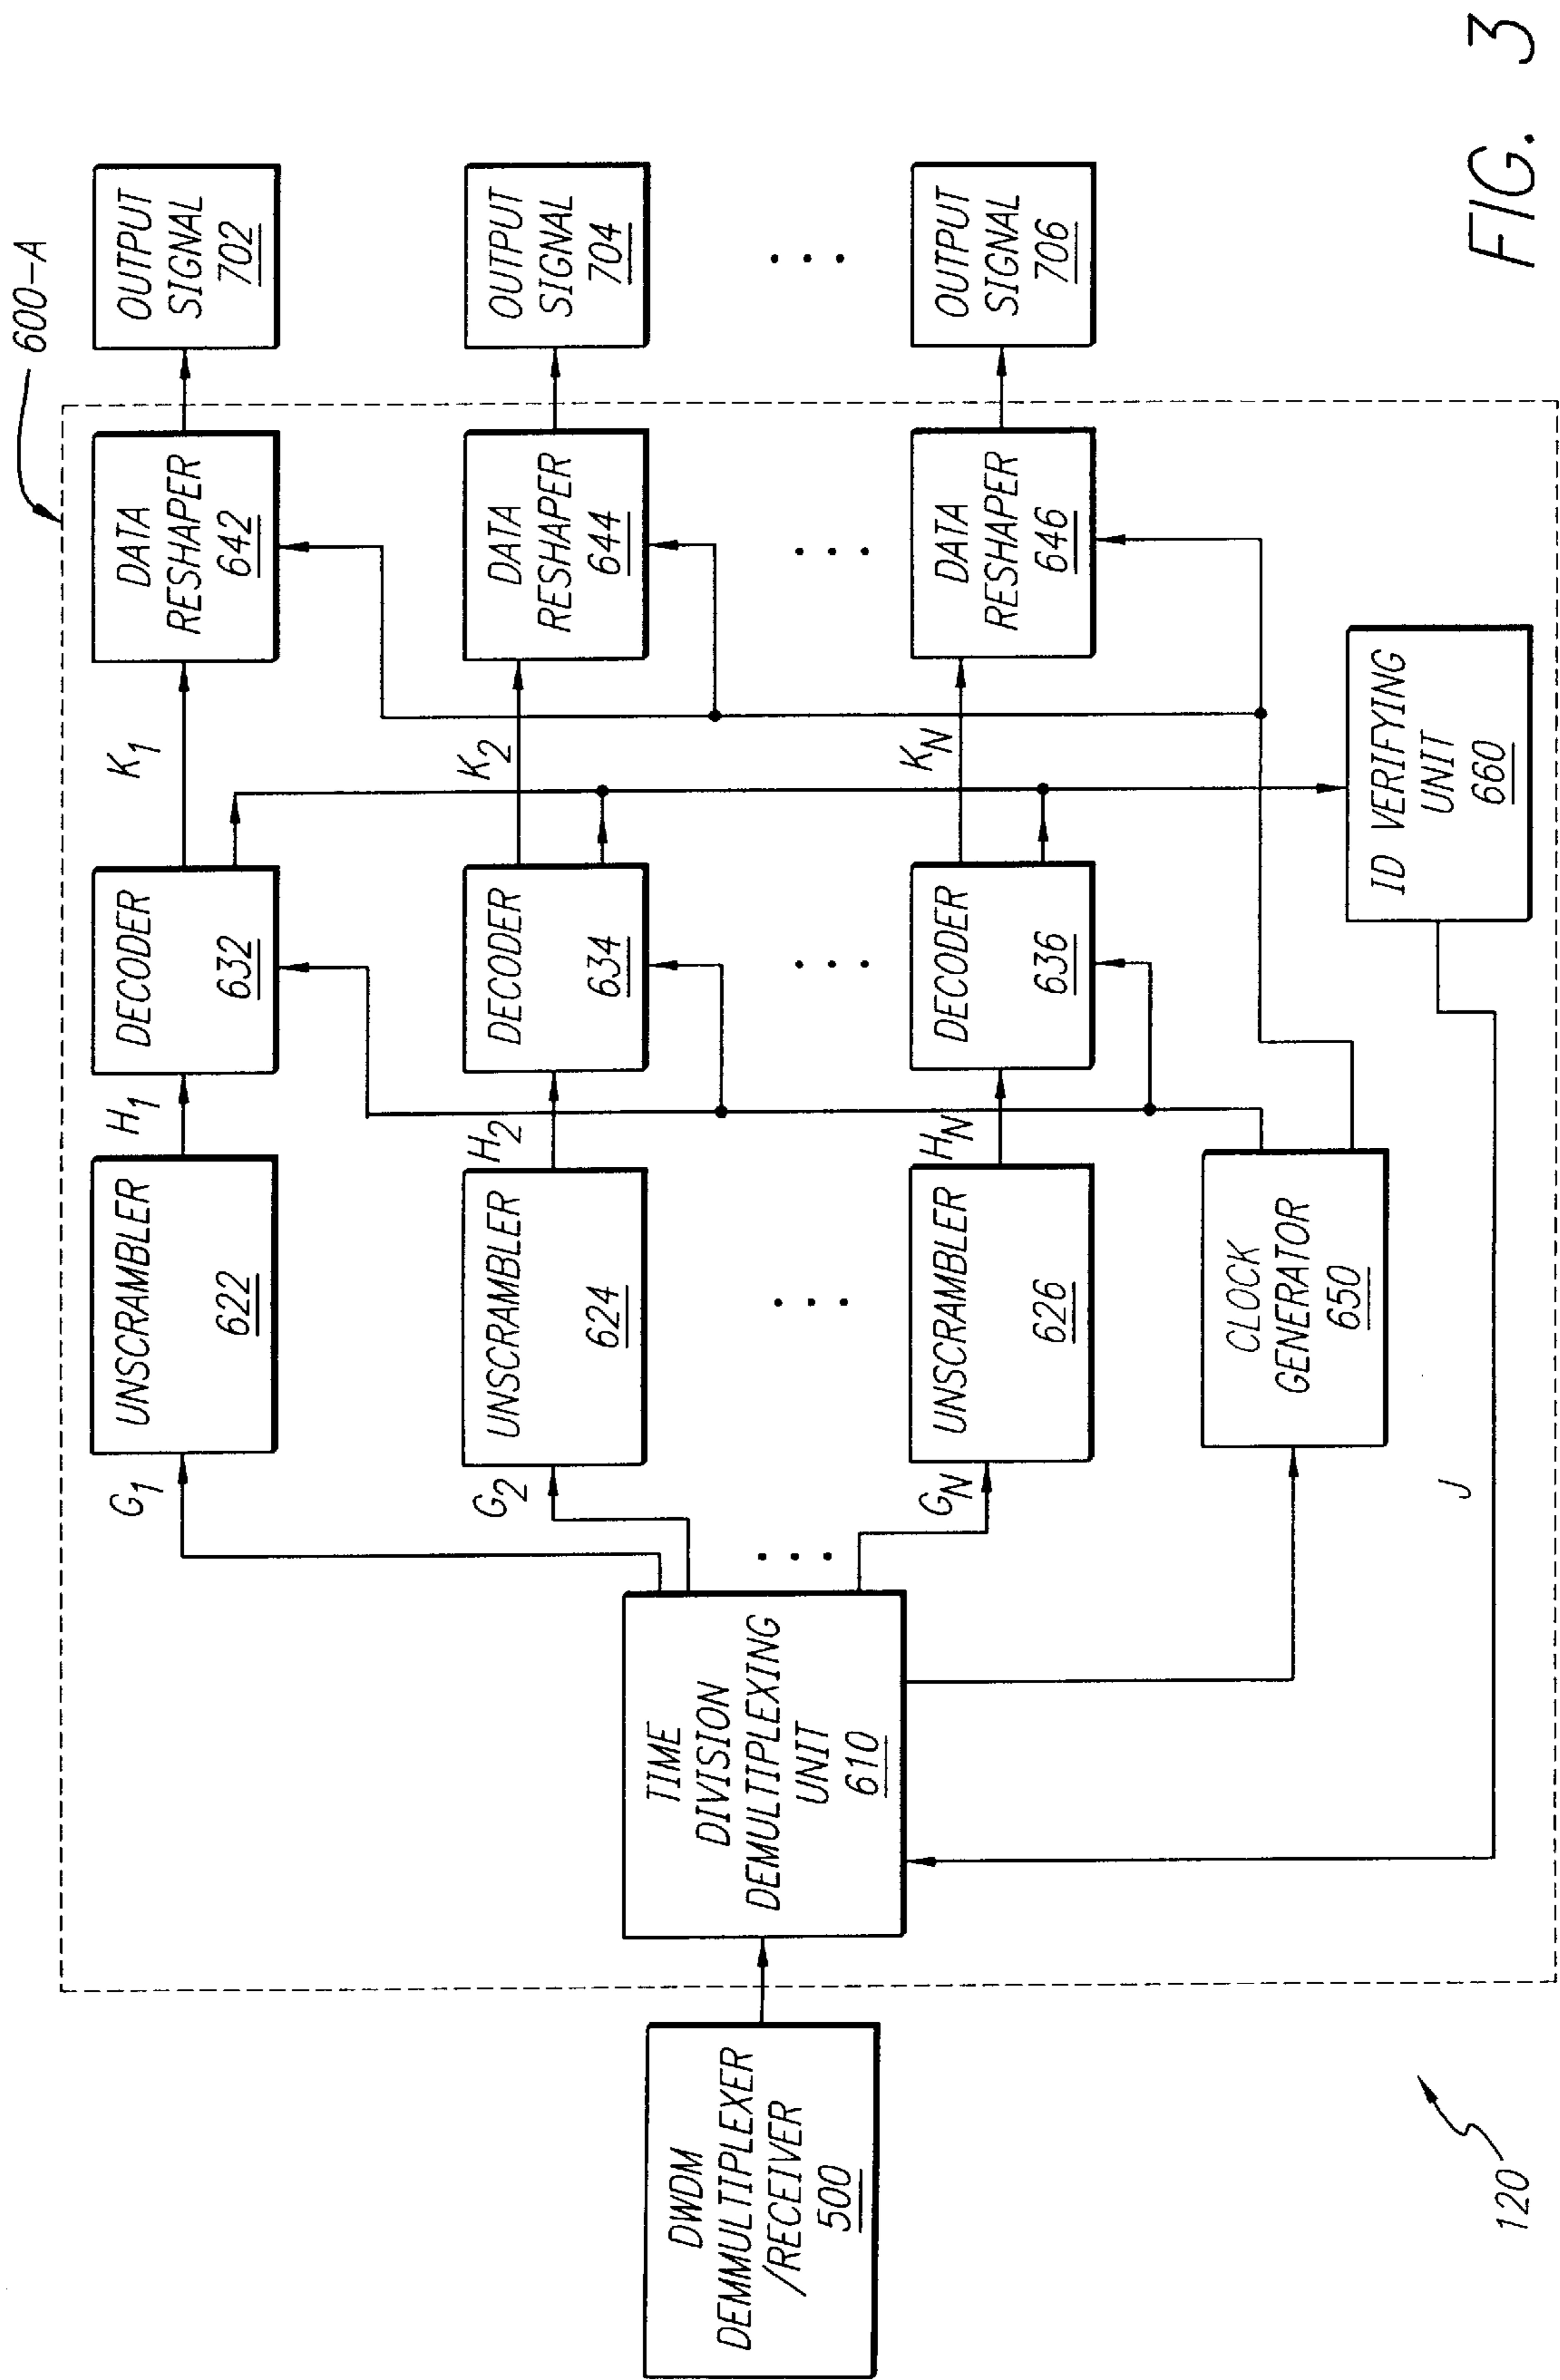 600-A
DWDM
DEMMULTIPLEXER
/RECEIVER
500
TIME
DIVISION
DEMULTIPLEXING
UNIT
610
G1
UNSCRAMBLER
622
H1
DECODER
632
K1
DATA
RESHAPER
642
OUTPUT
SIGNAL
702
G2
UNSCRAMBLER
624
H2
DECODER
634
K2
DATA
RESHAPER
644
OUTPUT
SIGNAL
704
GN
UNSCRAMBLER
626
HN
DECODER
636
KN
DATA
RESHAPER
646
OUTPUT
SIGNAL
706
CLOCK
GENERATOR
650
ID VERIFYING
UNIT
660
J
120
FIG. 3